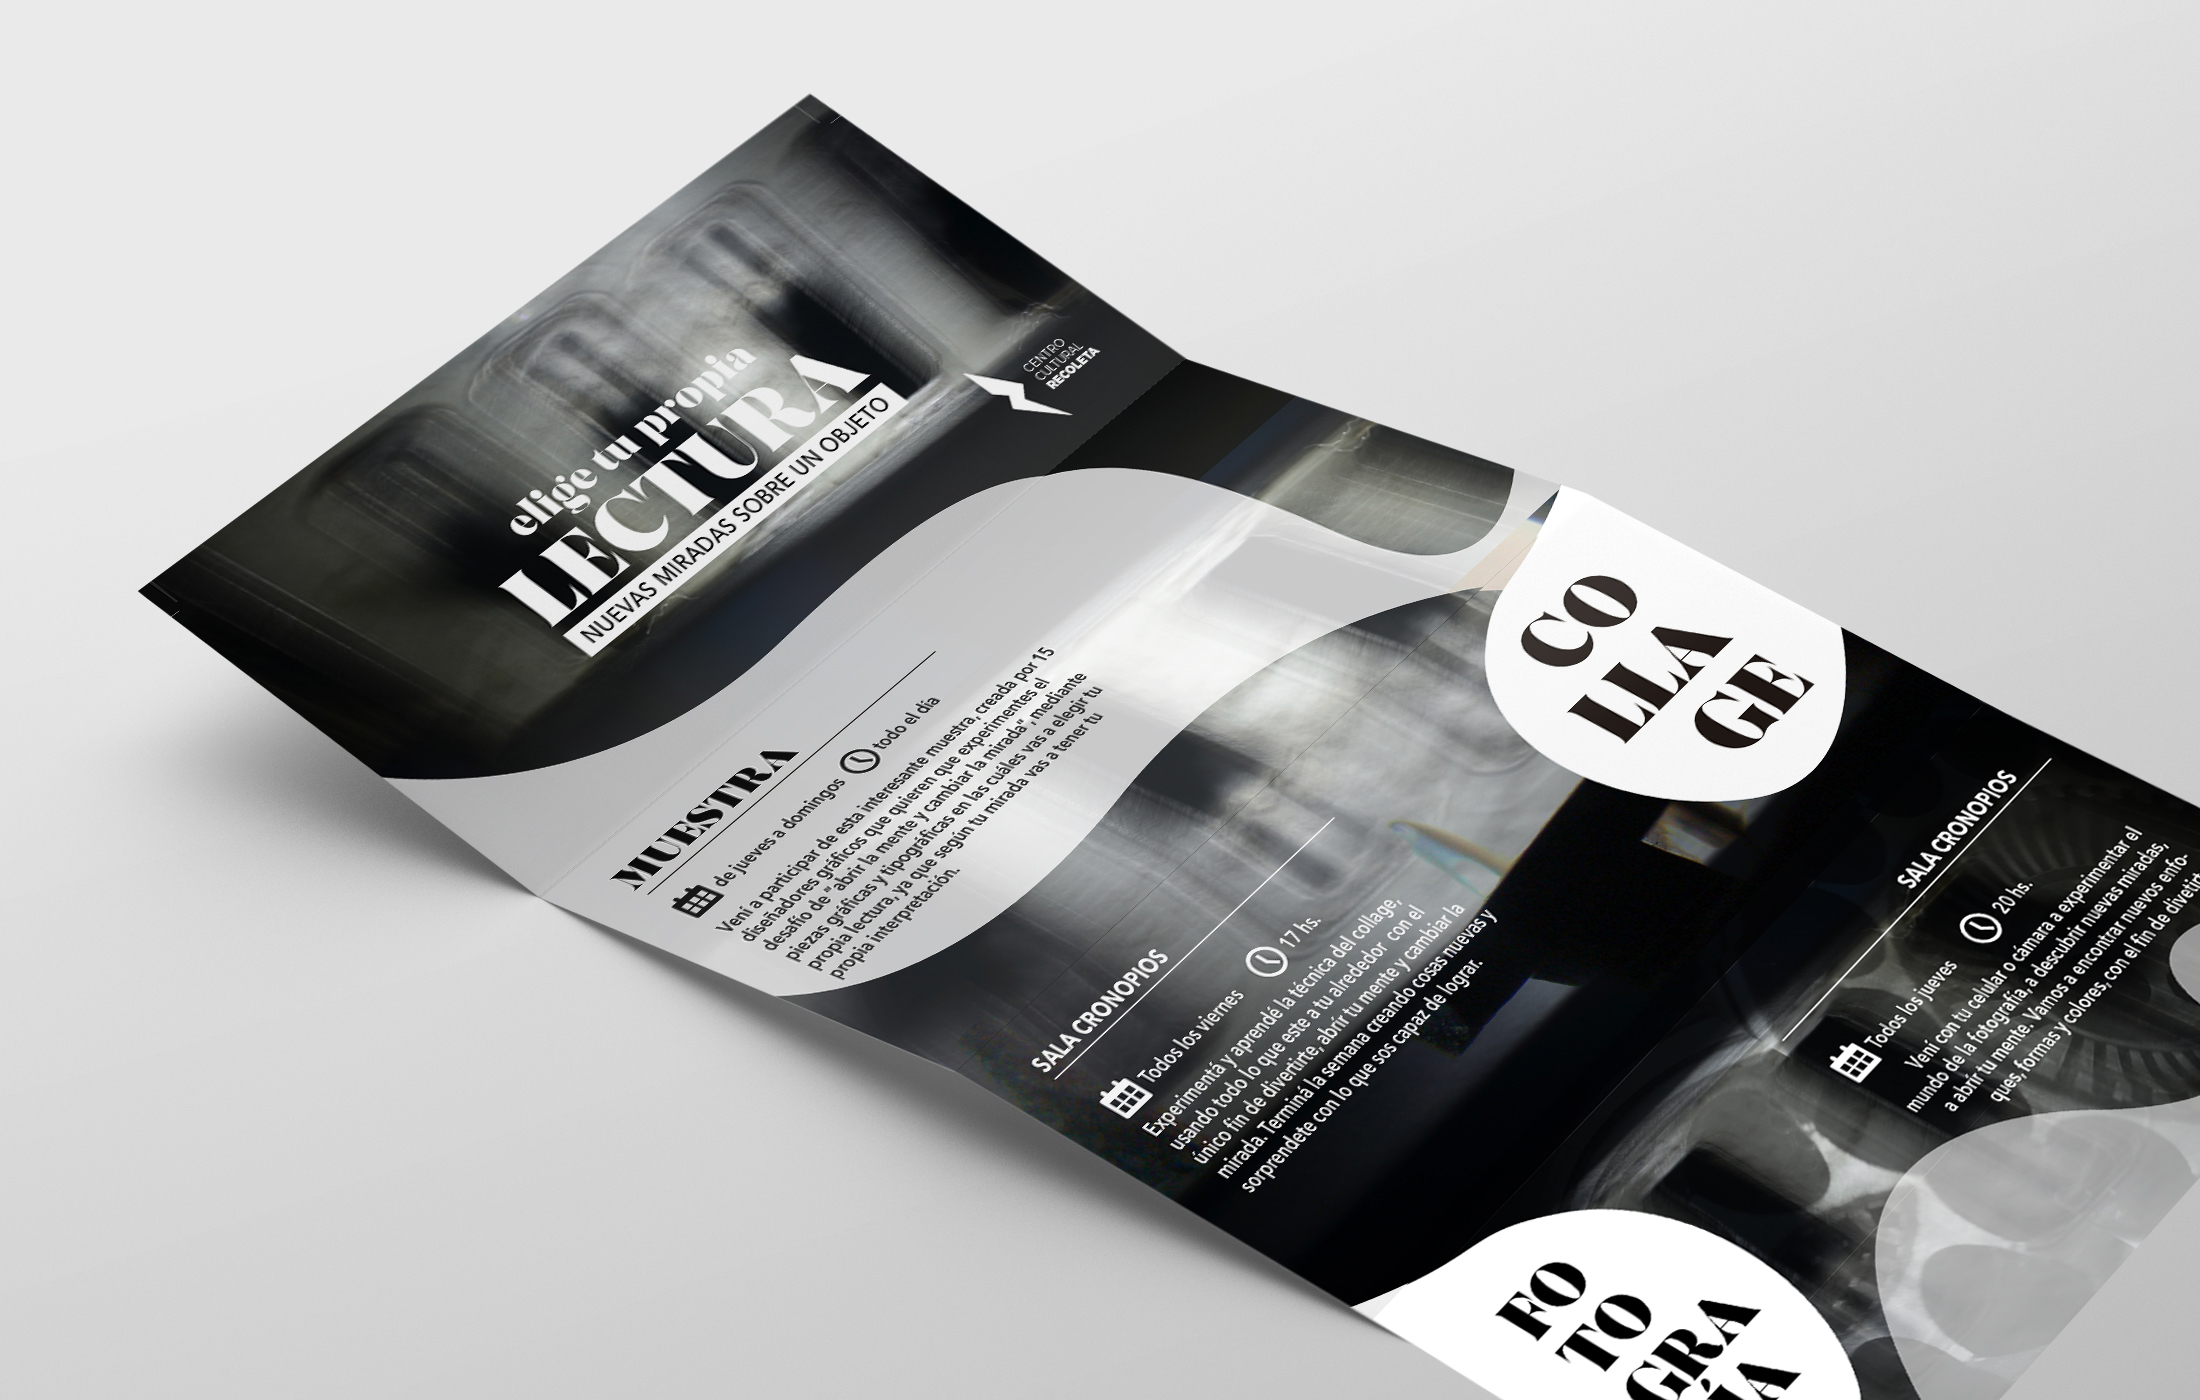 elige tu propia
LECTURA
NUEVAS MIRADAS SOBRE UN OBJETO
CENTRO
CULTURAL
RECOLETA
MUESTRA
de jueves a domingos todo el día
Vení a participar de esta interesante muestra, creada por 15
diseñadores gráficos que quieren que experimentes el
desafío de "abrir la mente y cambiar la mirada", mediante
piezas gráficas y tipográficas en las cuáles vas a elegir tu
propia lectura, ya que según tu mirada vas a tener tu
propia interpretación.
CO
LLA
GE
SALA CRONOPIOS
Todos los viernes 17 hs.
Experimentá y aprendé la técnica del collage,
usando todo lo que este a tu alrededor con el
único fin de divertirte, abrír tu mente y cambiar la
mirada. Terminá la semana creando cosas nuevas y
sorprendete con lo que sos capaz de lograr.
FO
TO
GRA
ÍA
SALA CRONOPIOS
Todos los jueves 20 hs.
Vení con tu celular o cámara a experimentar el
mundo de la fotografía, a descubrir nuevas miradas,
a abrír tu mente. Vamos a encontrar nuevos enfo-
ques, formas y colores, con el fin de